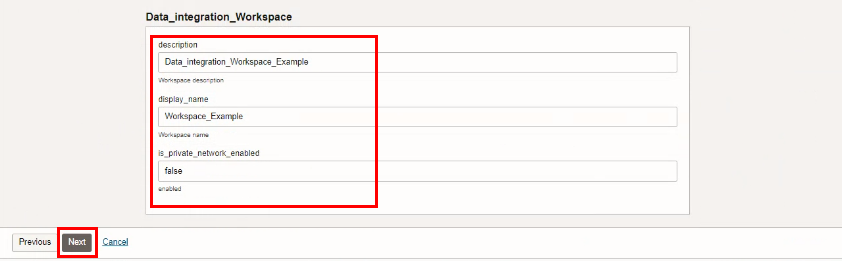 Data_integration_Workspace
description
Data_integration_Workspace_Example
Workspace description
display_name
Workspace_Example
Workspace name
is_private_network_enabled
false
enabled
Previous Next Cancel